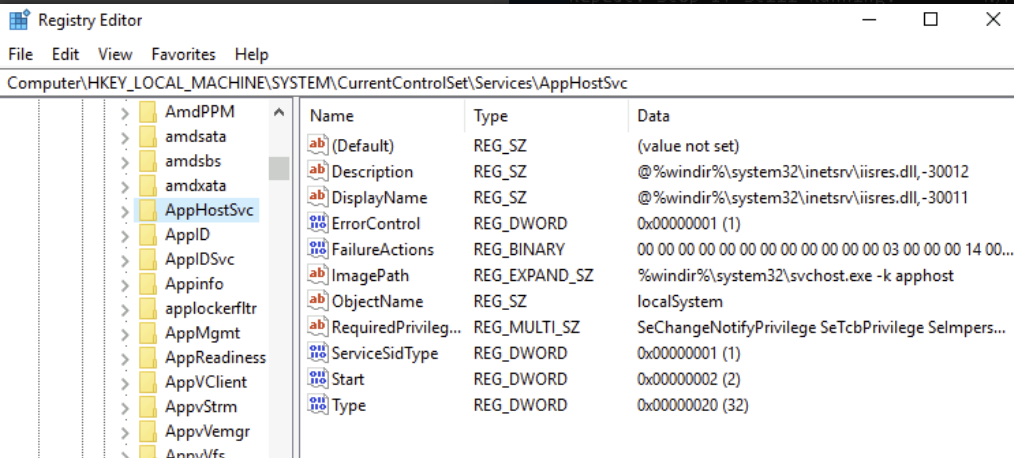 Registry Editor
File Edit View Favorites Help
Computer\HKEY_LOCAL_MACHINE\SYSTEM\CurrentControlSet\Services\AppHostSvc
AmdPPM
amdsata
amdsbs
amdxata
AppHostSvc
AppID
AppIDSvc
Appinfo
applockerfltr
AppMgmt
AppReadiness
AppVClient
AppvStrm
AppvVemgr
AppvVfs
Name Type Data
(Default) REG_SZ (value not set)
Description REG_SZ @%windir%\system32\inetsrv\iisres.dll,-30012
DisplayName REG_SZ @%windir%\system32\inetsrv\iisres.dll,-30011
ErrorControl REG_DWORD 0x00000001 (1)
FailureActions REG_BINARY 00 00 00 00 00 00 00 00 00 00 00 00 03 00 00 00 14 00...
ImagePath REG_EXPAND_SZ %windir%\system32\svchost.exe -k apphost
ObjectName REG_SZ localSystem
RequiredPrivileg... REG_MULTI_SZ SeChangeNotifyPrivilege SeTcbPrivilege SeImpers...
ServiceSidType REG_DWORD 0x00000001 (1)
Start REG_DWORD 0x00000002 (2)
Type REG_DWORD 0x00000020 (32)